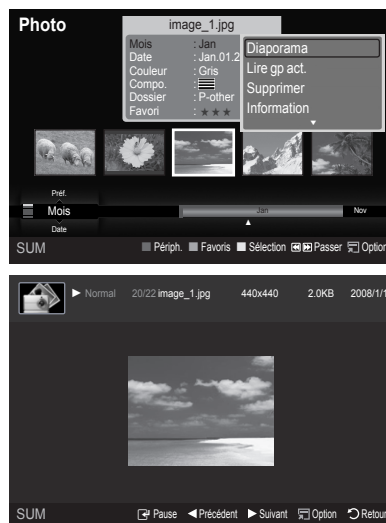 Photo
image_1.jpg
Mois : Jan
Date : Jan.01.2
Couleur : Gris
Compo. :
Dossier : P-other
Favori : ★ ★ ★
Diaporama
Lire gp act.
Supprimer
Information
Préf.
Mois
Date
Jan
Nov
SUM
Périph. Favoris Sélection Passer Option
Normal 20/22 image_1.jpg 440x440 2.0KB 2008/1/1
SUM
Pause Précédent Suivant Option Retour